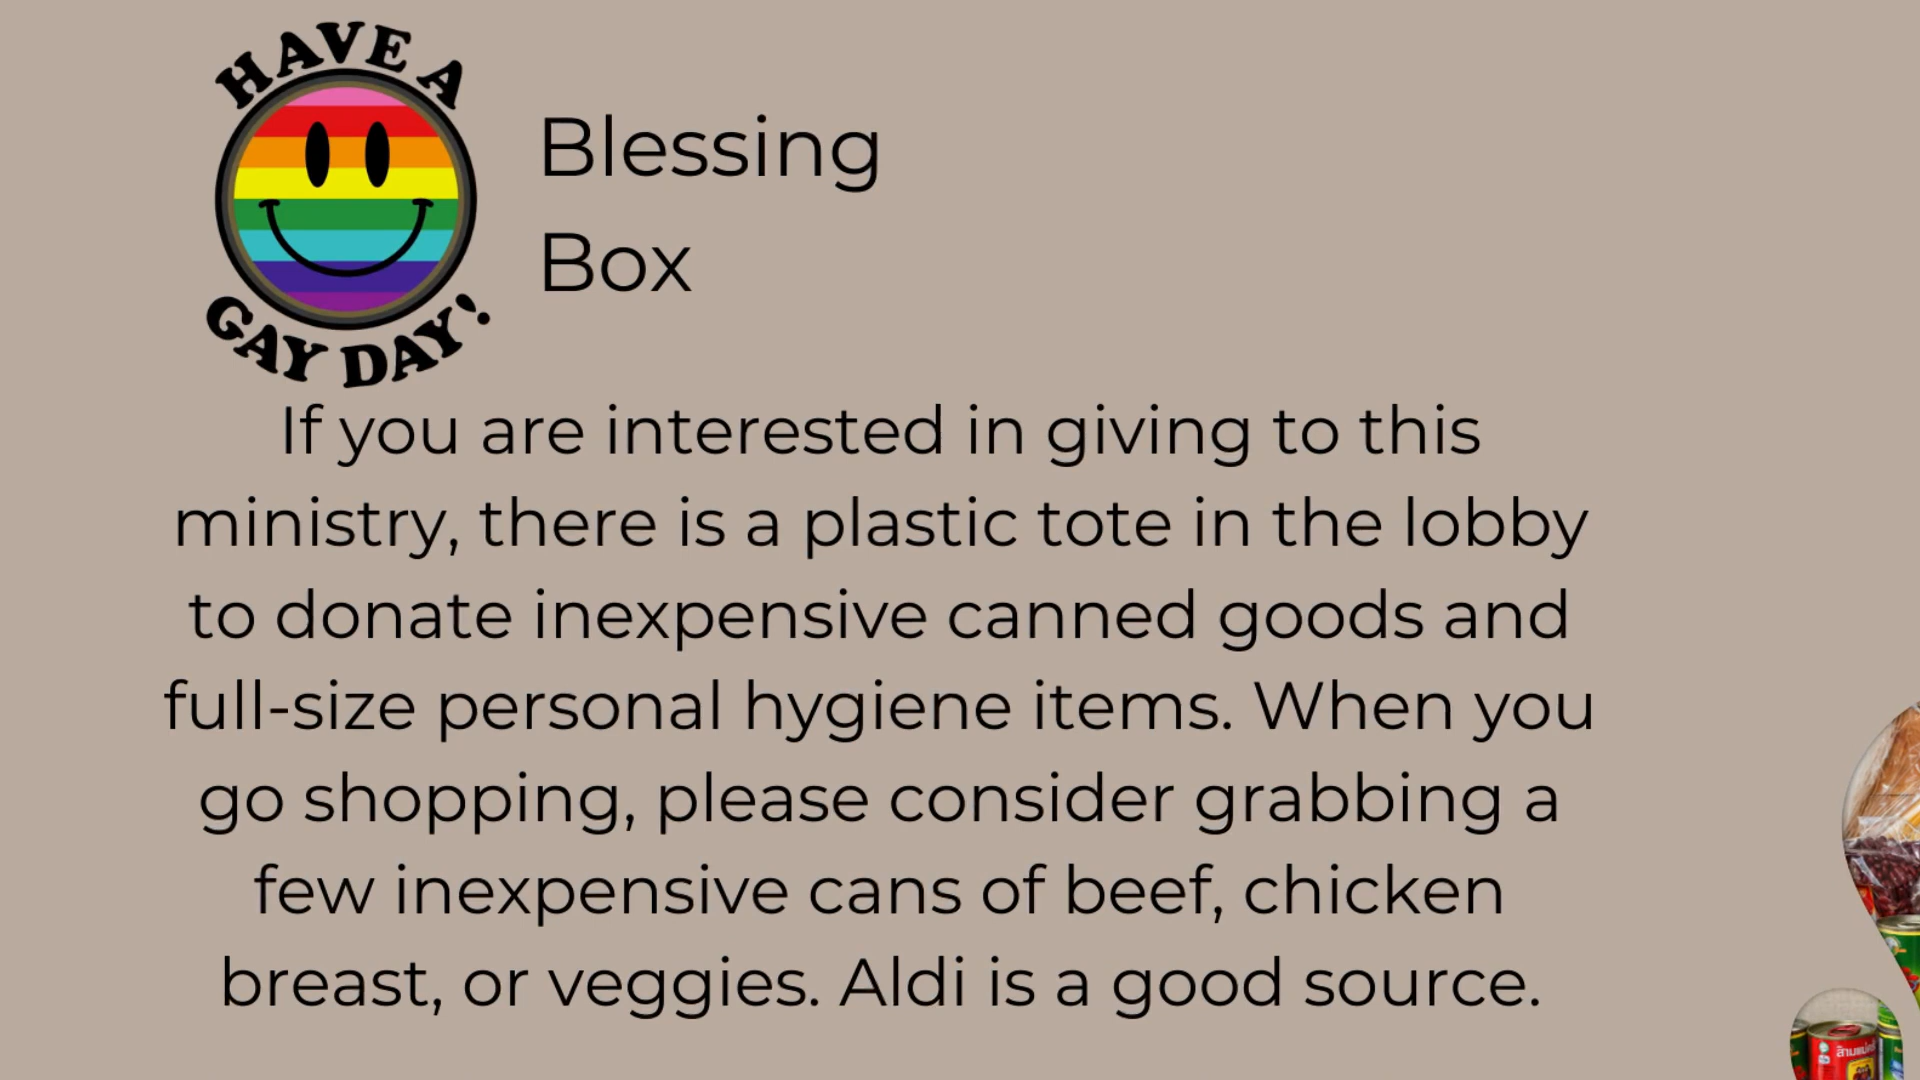 HAVE A
GAY DAY!
Blessing
Box
If you are interested in giving to this
ministry, there is a plastic tote in the lobby
to donate inexpensive canned goods and
full-size personal hygiene items. When you
go shopping, please consider grabbing a
few inexpensive cans of beef, chicken
breast, or veggies. Aldi is a good source.